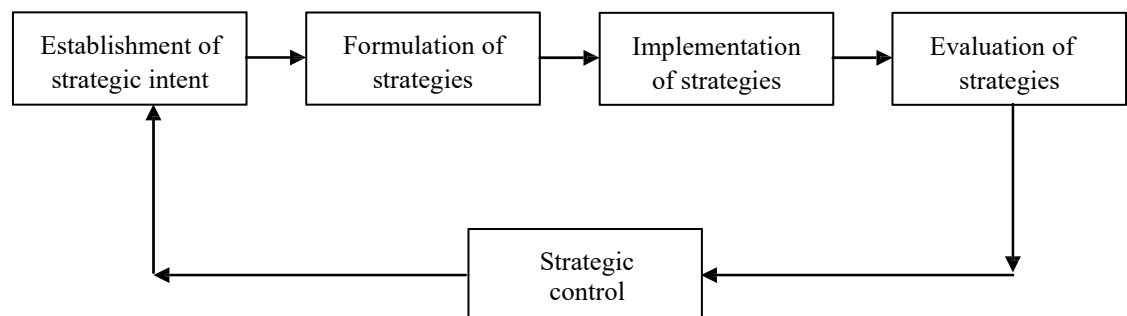 Establishment of
strategic intent
Formulation of
strategies
Implementation
of strategies
Evaluation of
strategies
Strategic
control